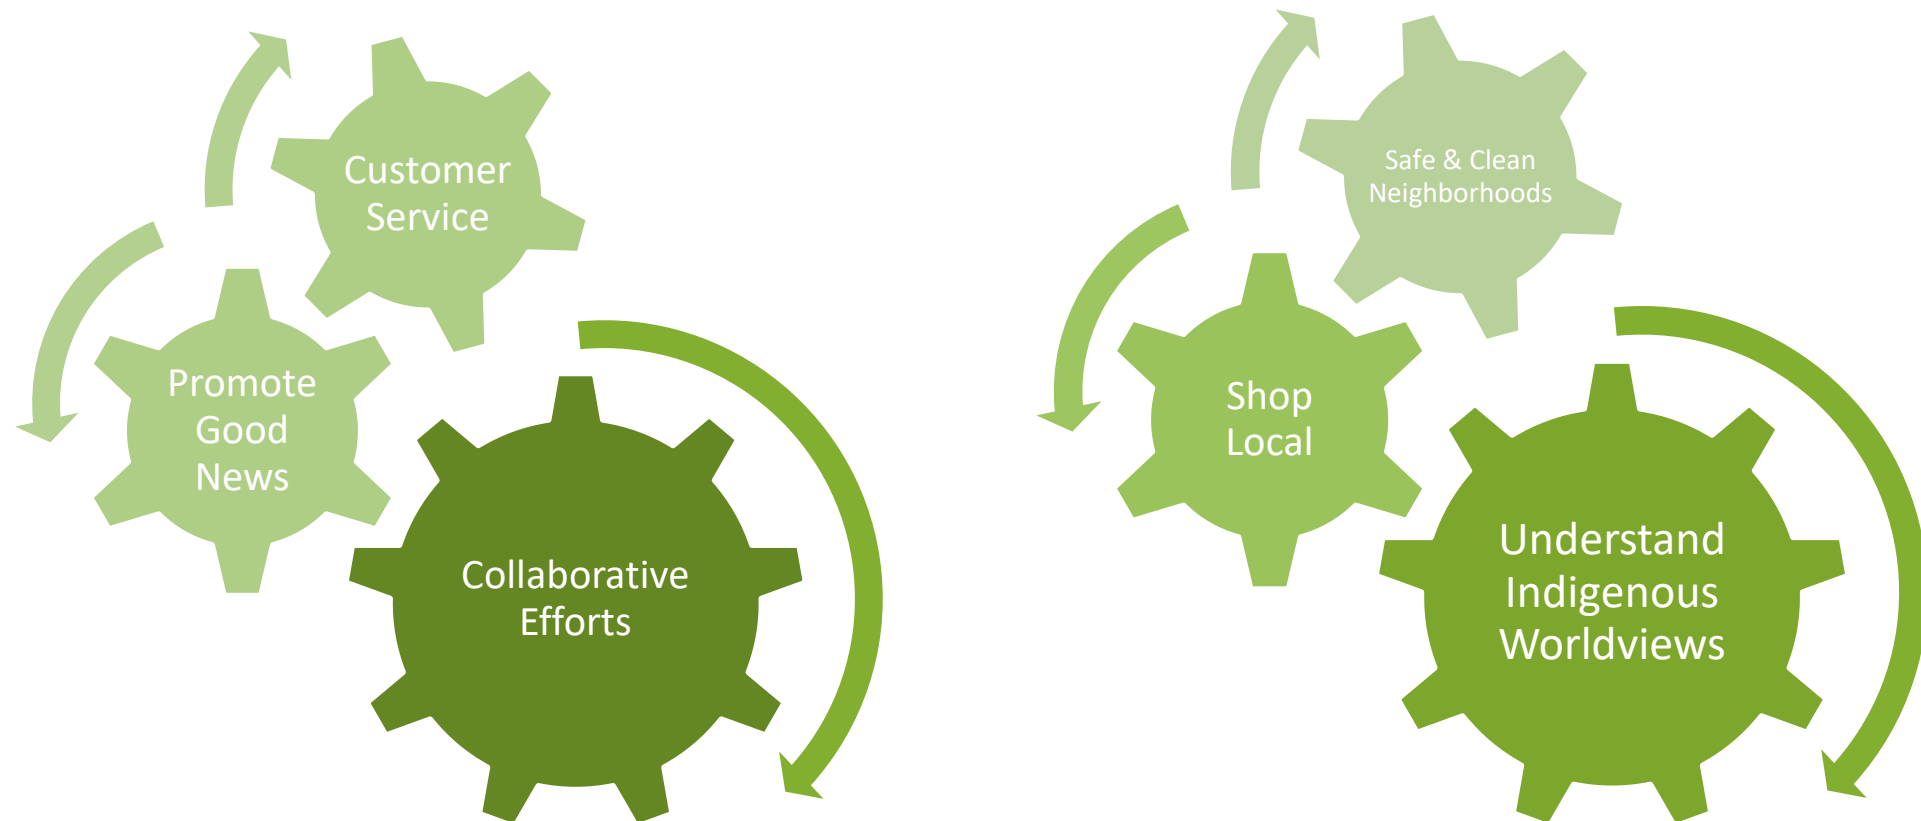 Customer
Service
Promote
Good
News
Collaborative
Efforts
Safe & Clean
Neighborhoods
Shop
Local
Understand
Indigenous
Worldviews